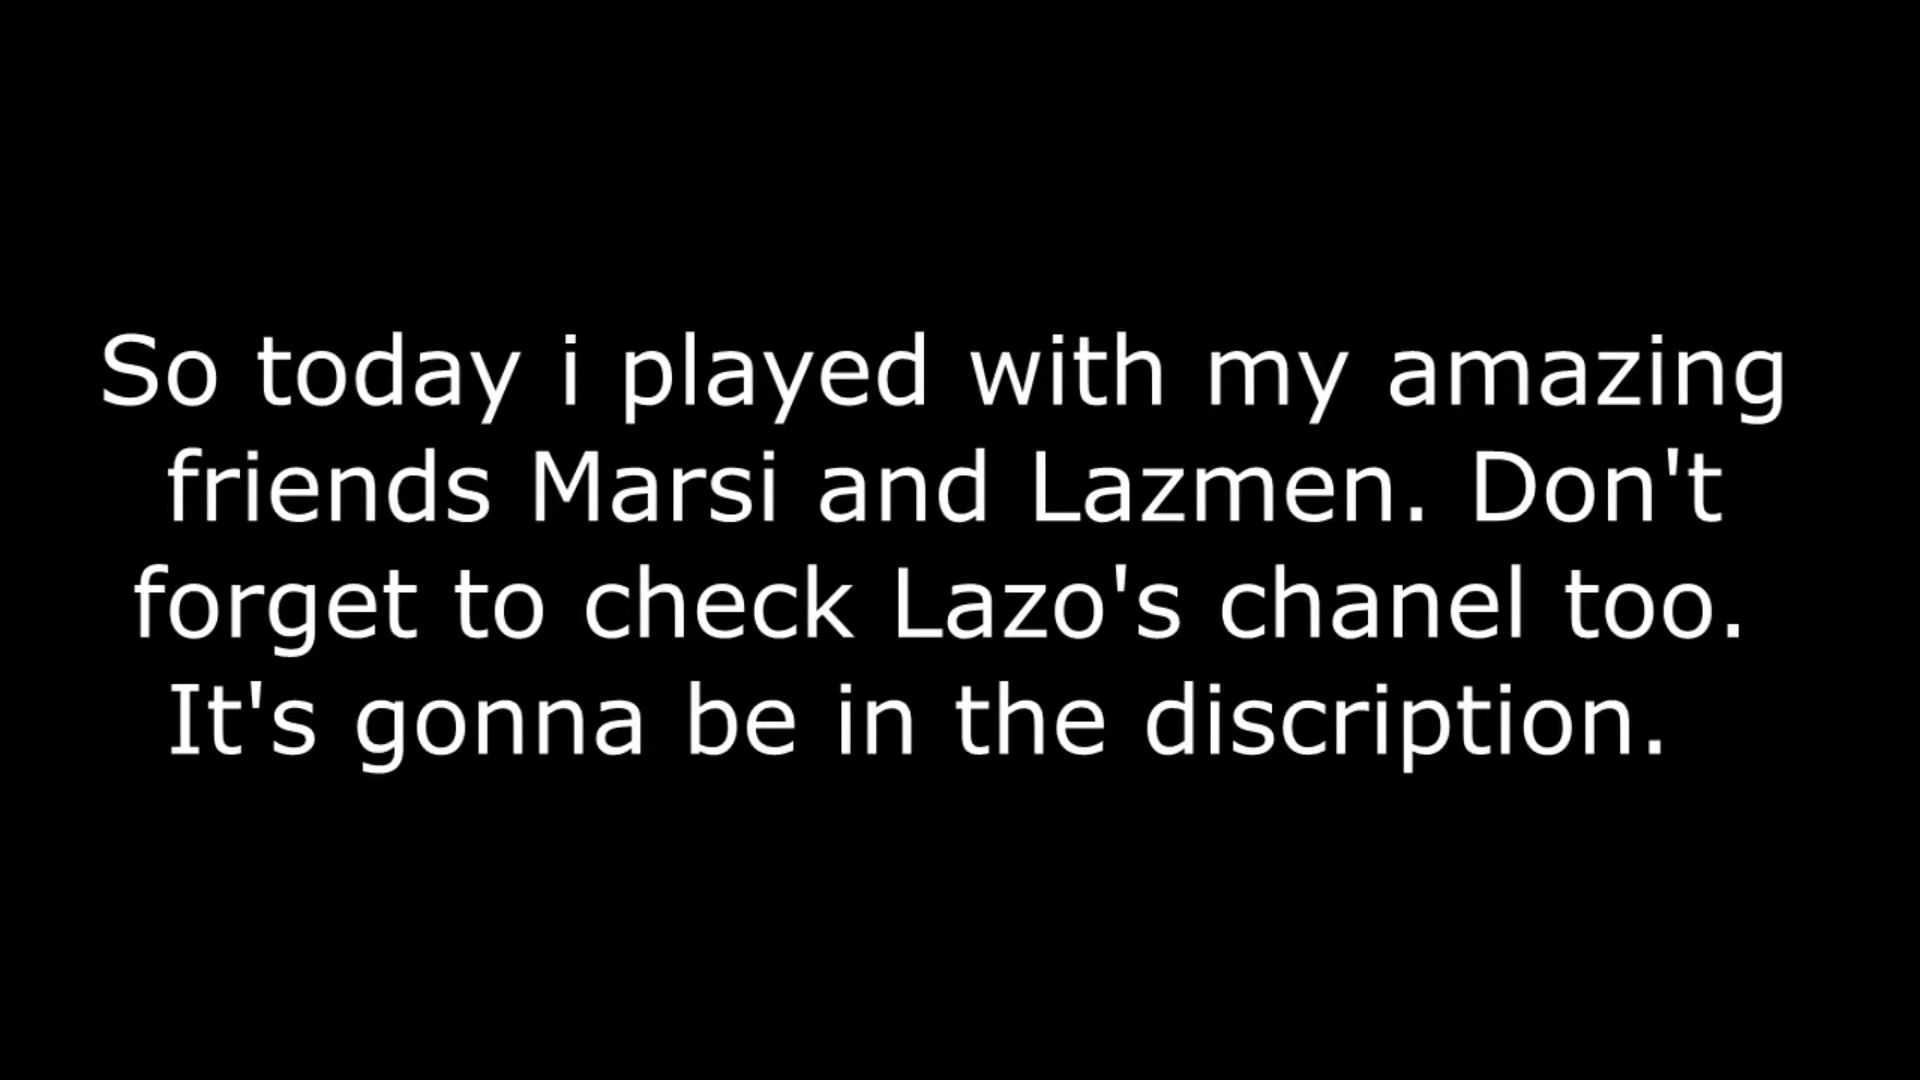 So today i played with my amazing
friends Marsi and Lazmen. Don't
forget to check Lazo's chanel too.
It's gonna be in the discription.